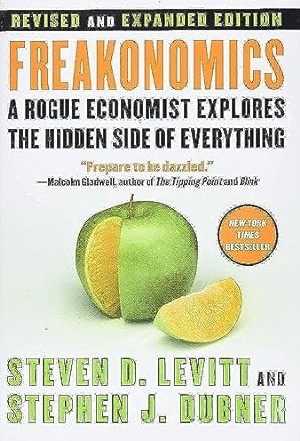 REVISED AND EXPANDED EDITION
FREAKONOMICS
A ROGUE ECONOMIST EXPLORES
THE HIDDEN SIDE OF EVERYTHING
“Prepare to be dazzled.”
—Malcolm Gladwell, author of The Tipping Point and Blink
NEW YORK
TIMES
BESTSELLER
STEVEN D. LEVITT AND
STEPHEN J. DUBNER